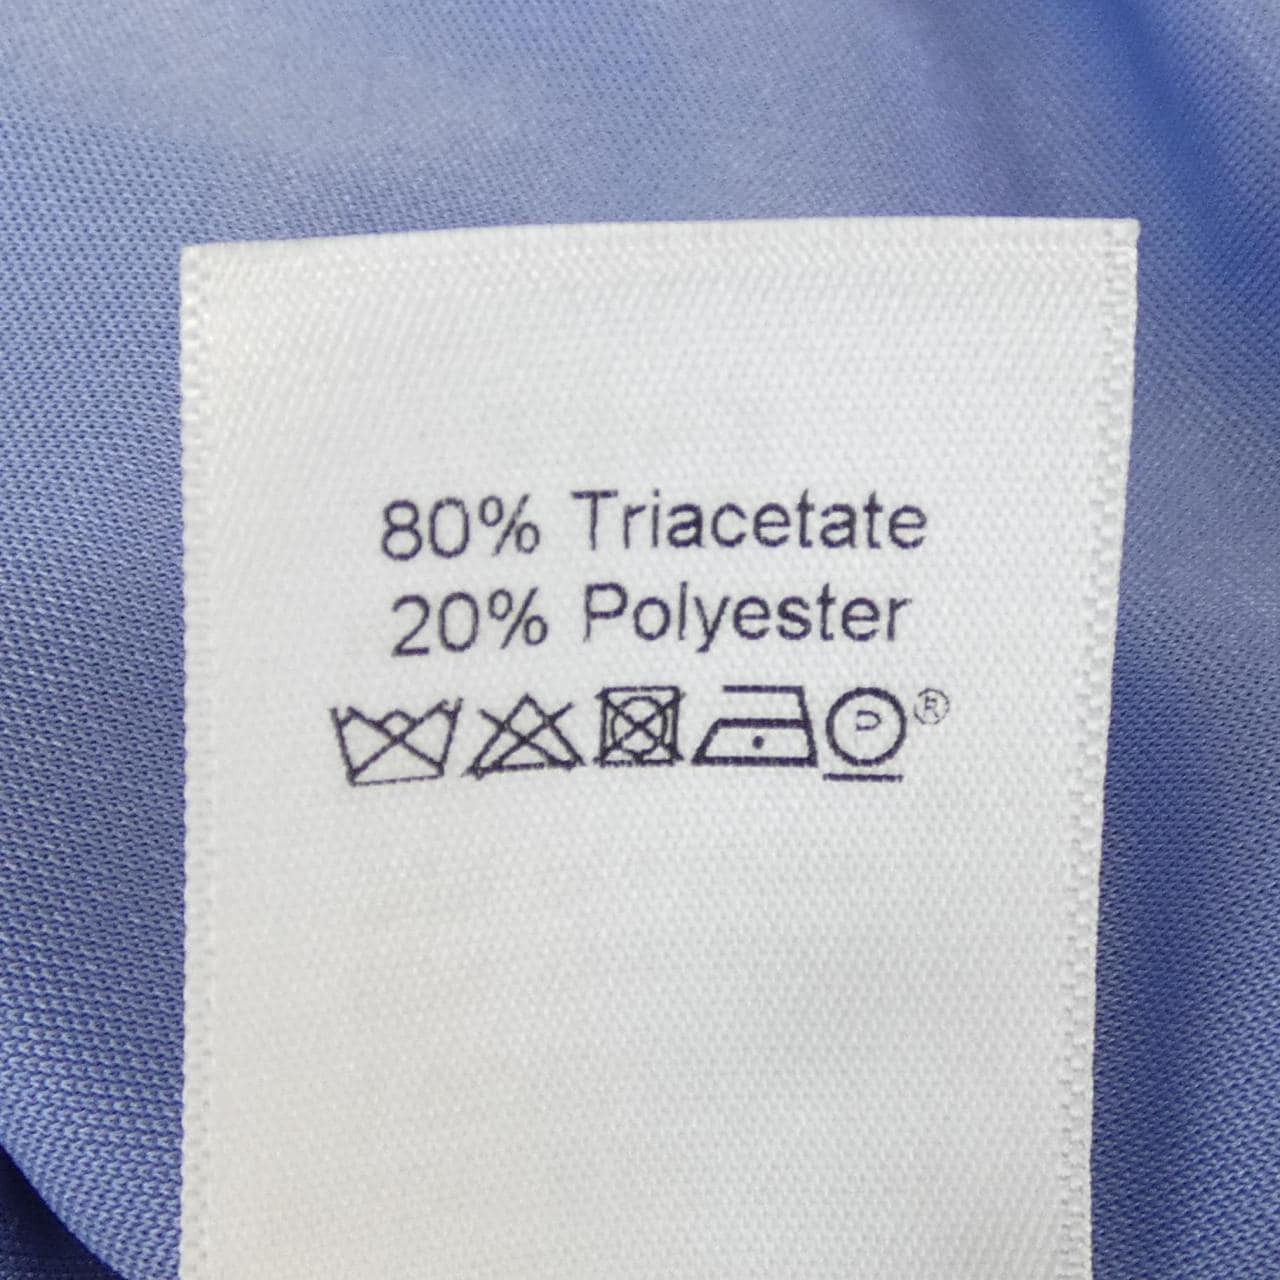 80% Triacetate
20% Polyester
P ®